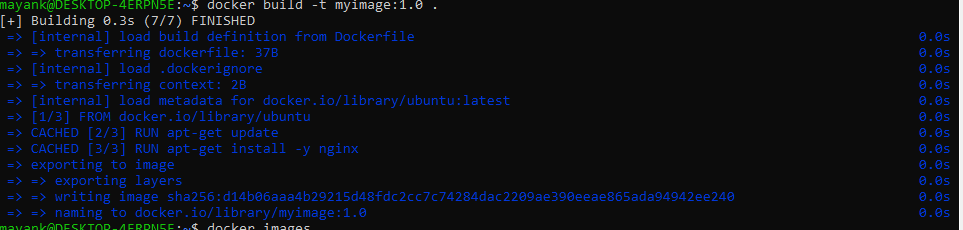 mayank@DESKTOP-4ERPN5E:~$ docker build -t myimage:1.0 .
[+] Building 0.3s (7/7) FINISHED
=> [internal] load build definition from Dockerfile 0.0s
=> => transferring dockerfile: 37B 0.0s
=> [internal] load .dockerignore 0.0s
=> => transferring context: 2B 0.0s
=> [internal] load metadata for docker.io/library/ubuntu:latest 0.0s
=> [1/3] FROM docker.io/library/ubuntu 0.0s
=> CACHED [2/3] RUN apt-get update 0.0s
=> CACHED [3/3] RUN apt-get install -y nginx 0.0s
=> exporting to image 0.0s
=> => exporting layers 0.0s
=> => writing image sha256:d14b06aaa4b29215d48fdc2cc7c74284dac2209ae390eeae865ada94942ee240 0.0s
=> => naming to docker.io/library/myimage:1.0 0.0s
mayank@DESKTOP-4ERPN5E:~$ docker images